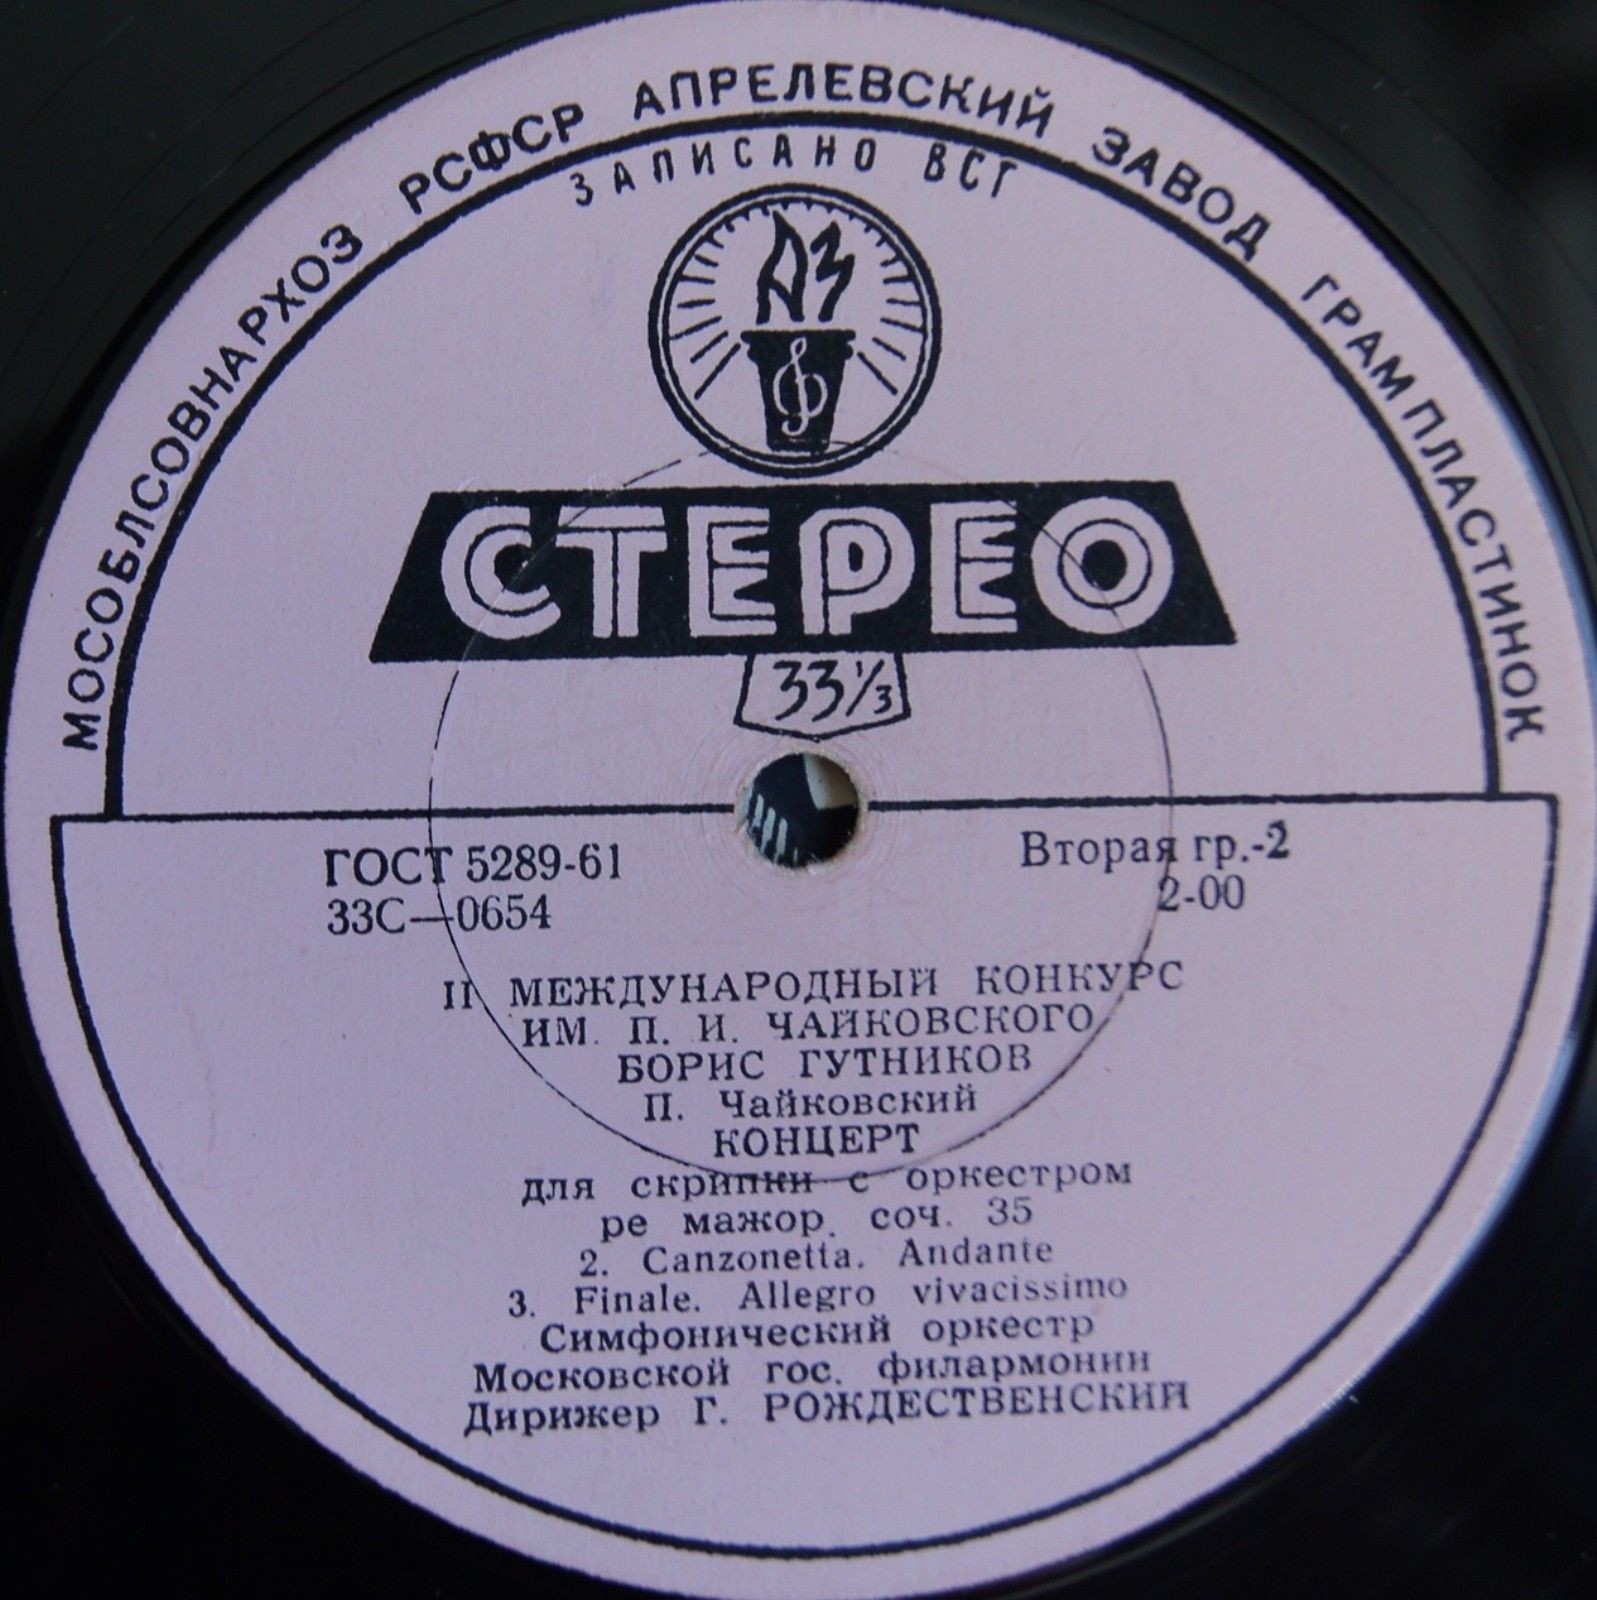 МОСОБЛСОВНАРХОЗ РСФСР АПРЕЛЕВСКИЙ ЗАВОД ГРАМПЛАСТИНОК
ЗАПИСАНО ВСГ
АЗ
СТЕРЕО
33⅓
ГОСТ 5289-61
33С—0654
Вторая гр.-2
2-00
II МЕЖДУНАРОДНЫЙ КОНКУРС
ИМ. П. И. ЧАЙКОВСКОГО
БОРИС ГУТНИКОВ
П. Чайковский
КОНЦЕРТ
для скрипки с оркестром
ре мажор, соч. 35
2. Canzonetta. Andante
3. Finale. Allegro vivacissimo
Симфонический оркестр
Московской гос. филармонии
Дирижер Г. РОЖДЕСТВЕНСКИЙ